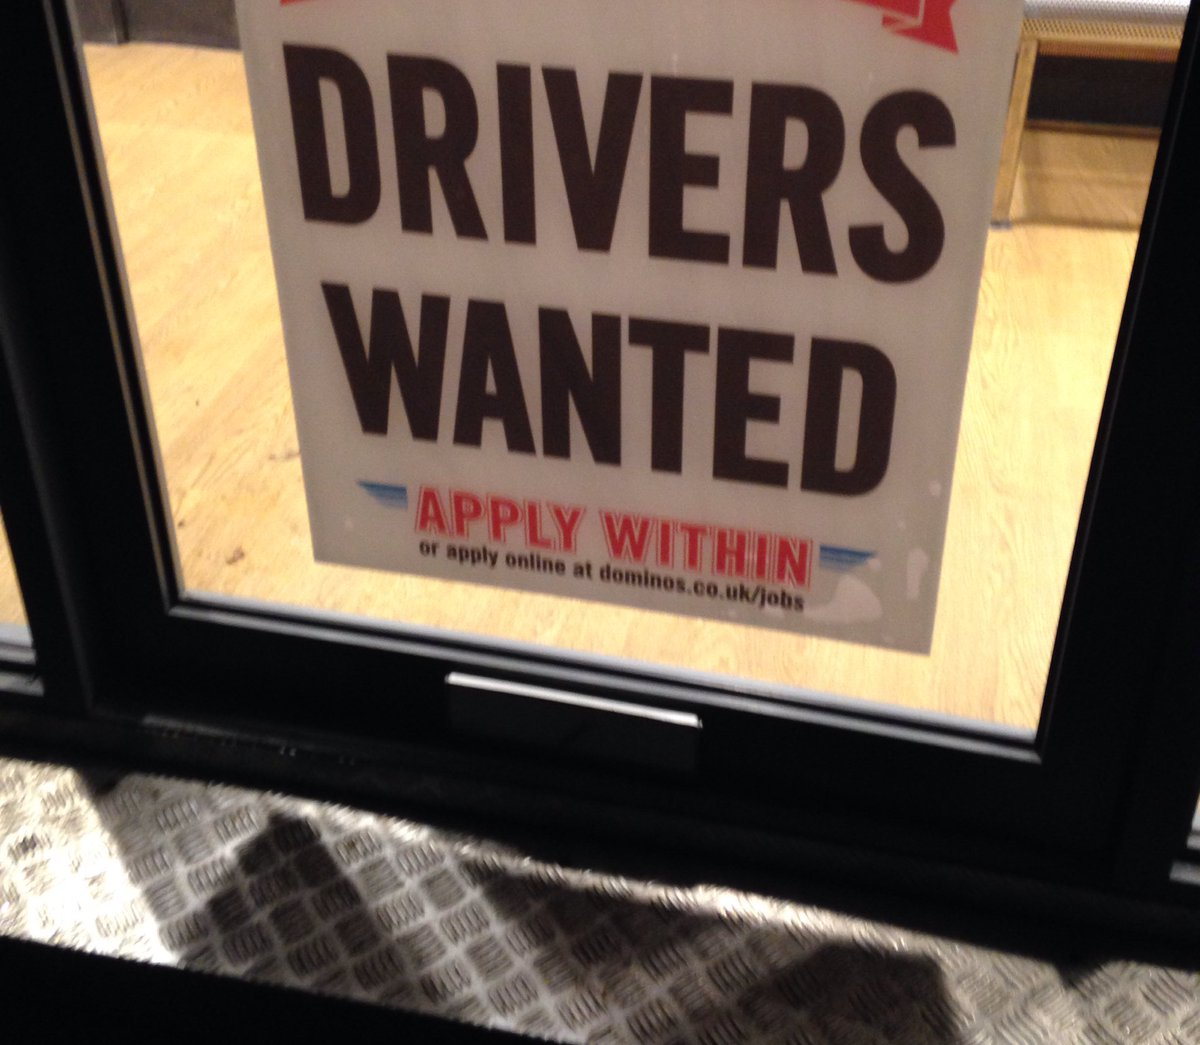 DRIVERS
WANTED
APPLY WITHIN
or apply online at dominos.co.uk/jobs